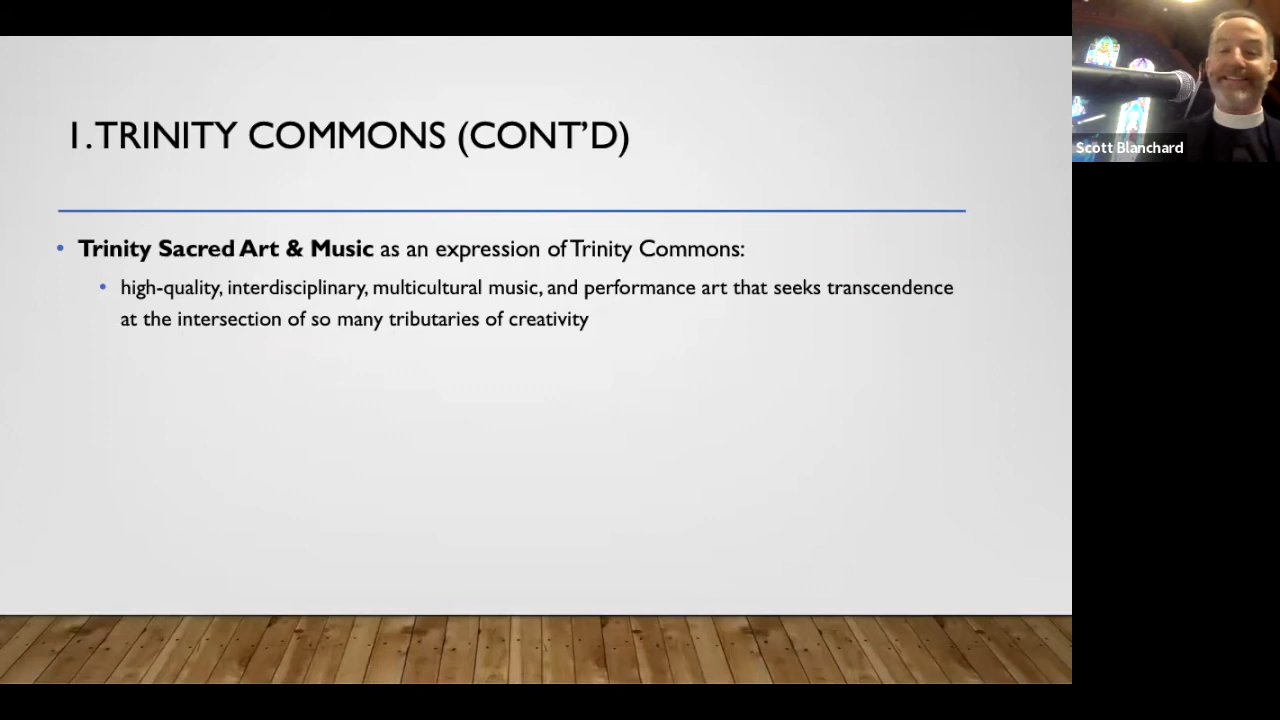 1. TRINITY COMMONS (CONT’D)
Scott Blanchard
• Trinity Sacred Art & Music as an expression of Trinity Commons:
• high-quality, interdisciplinary, multicultural music, and performance art that seeks transcendence
at the intersection of so many tributaries of creativity